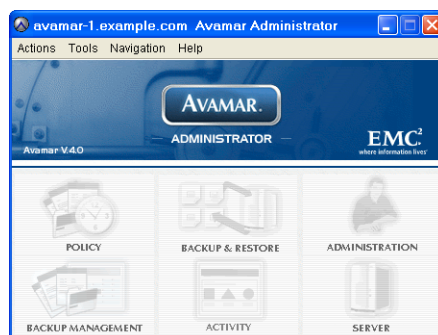 avamar-1.example.com Avamar Administrator
Actions Tools Navigation Help
AVAMAR.
ADMINISTRATOR
Avamar V.4.0
EMC²
where information lives®
POLICY
BACKUP & RESTORE
ADMINISTRATION
BACKUP MANAGEMENT
ACTIVITY
SERVER